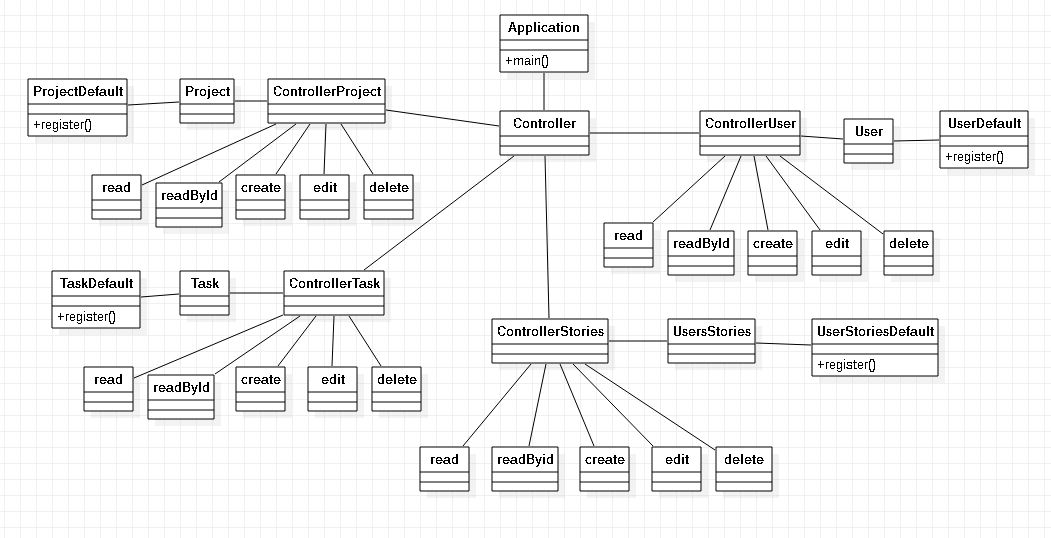 Application
+main()
ProjectDefault
+register()
Project
ControllerProject
Controller
ControllerUser
User
UserDefault
+register()
read
readById
create
edit
delete
read
readById
create
edit
delete
TaskDefault
+register()
Task
ControllerTask
ControllerStories
UsersStories
UserStoriesDefault
+register()
read
readById
create
edit
delete
read
readByid
create
edit
delete